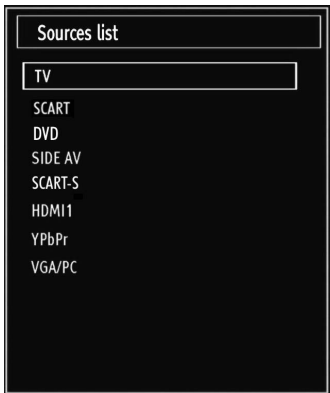 Sources list
TV
SCART
DVD
SIDE AV
SCART-S
HDMI1
YPbPr
VGA/PC